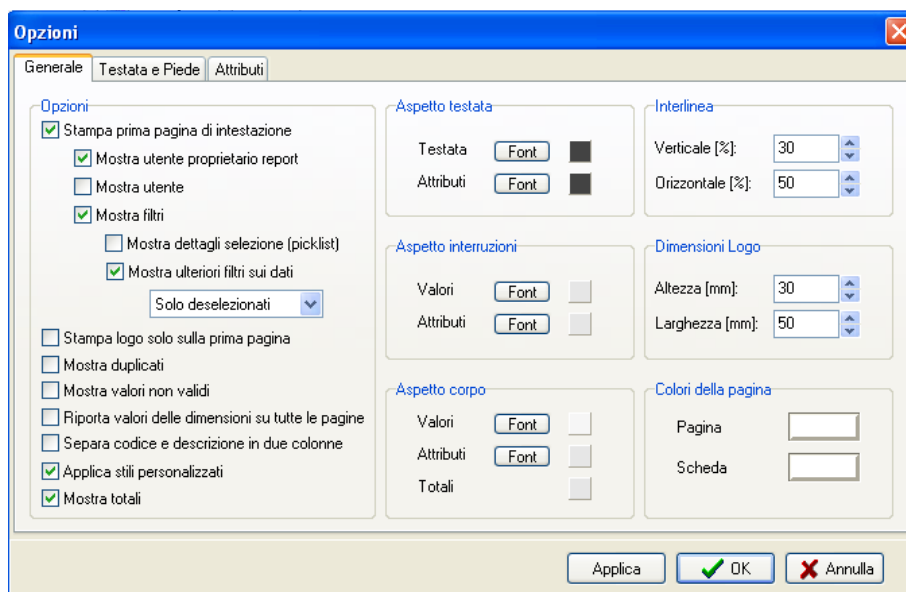 Opzioni
Generale
Testata e Piede
Attributi
Opzioni
Stampa prima pagina di intestazione
Mostra utente proprietario report
Mostra utente
Mostra filtri
Mostra dettagli selezione (picklist)
Mostra ulteriori filtri sui dati
Solo deselezionati
Stampa logo solo sulla prima pagina
Mostra duplicati
Mostra valori non validi
Riporta valori delle dimensioni su tutte le pagine
Separa codice e descrizione in due colonne
Applica stili personalizzati
Mostra totali
Aspetto testata
Testata Font
Attributi Font
Aspetto interruzioni
Valori Font
Attributi Font
Aspetto corpo
Valori Font
Attributi Font
Totali
Interlinea
Verticale [%]: 30
Orizzontale [%]: 50
Dimensioni Logo
Altezza [mm]: 30
Larghezza [mm]: 50
Colori della pagina
Pagina
Scheda
Applica
OK
Annulla